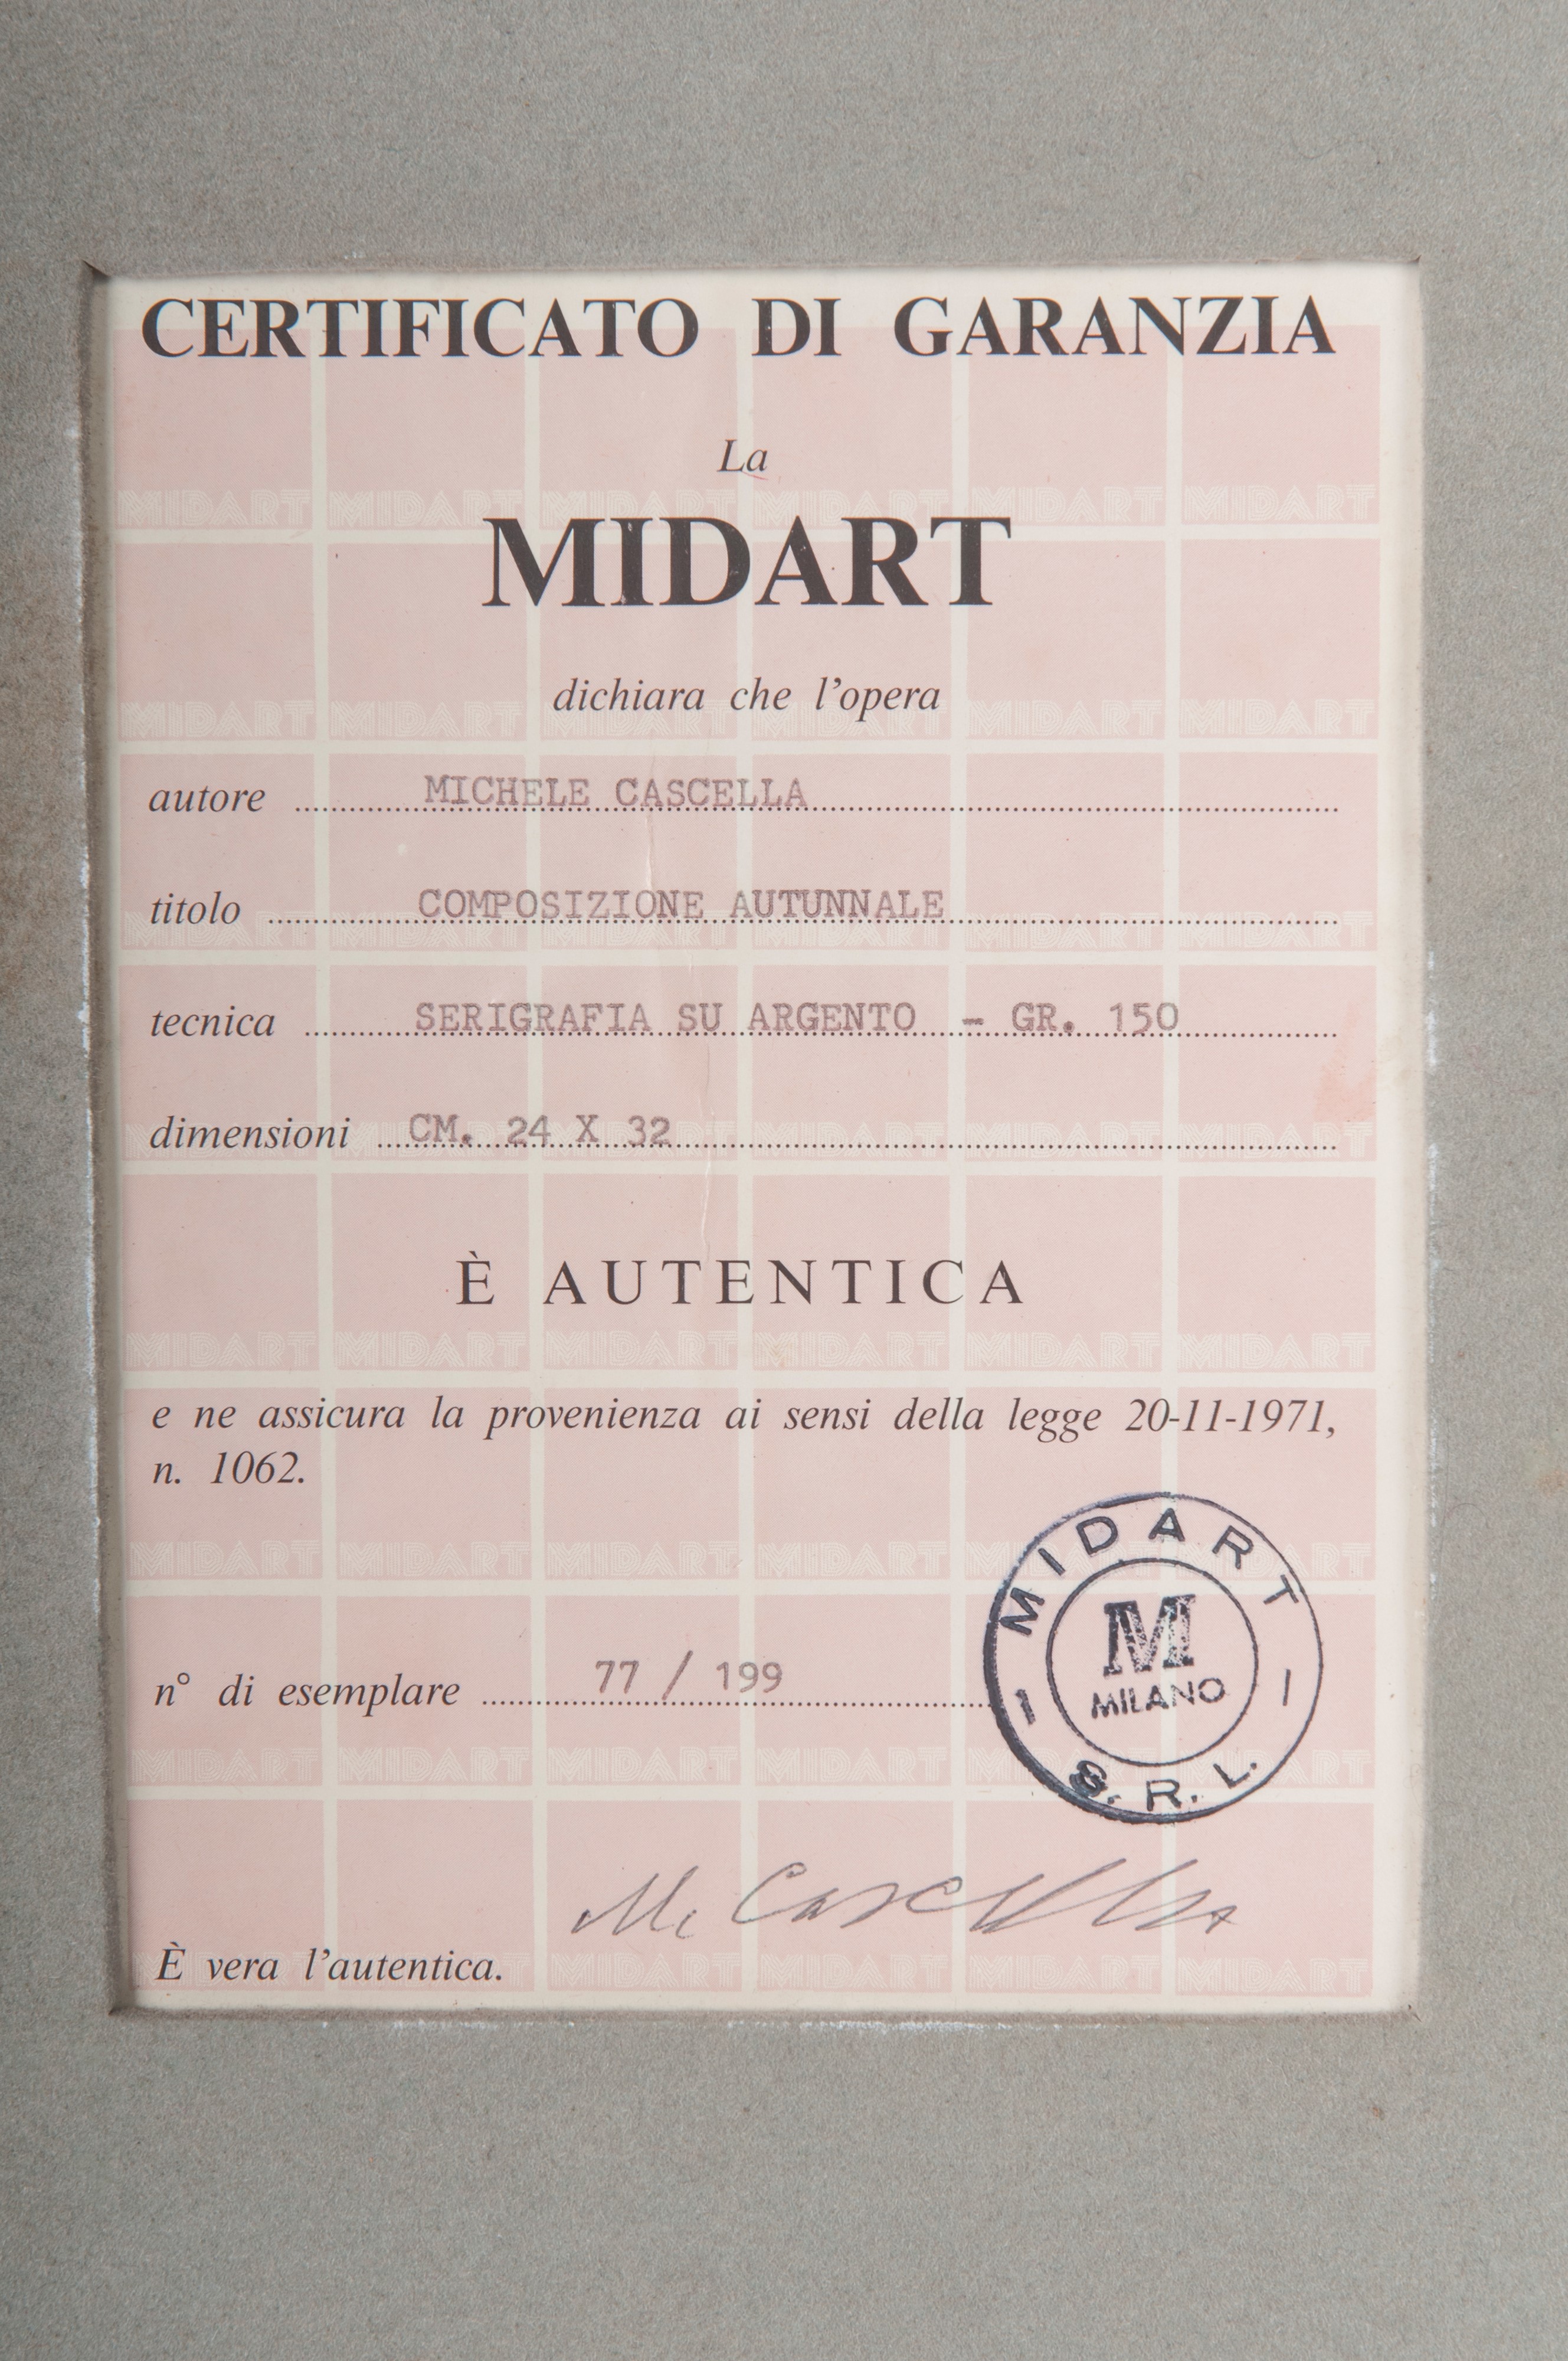 CERTIFICATO DI GARANZIA
La
MIDART
dichiara che l'opera
autore MICHELE CASCELLA
titolo COMPOSIZIONE AUTUNNALE
tecnica SERIGRAFIA SU ARGENTO - GR. 150
dimensioni CM. 24 X 32
È AUTENTICA
e ne assicura la provenienza ai sensi della legge 20-11-1971,
n. 1062.
MIDART
M
MILANO
S.R.L.
n° di esemplare 77 / 199
M. Cascella
È vera l'autentica.